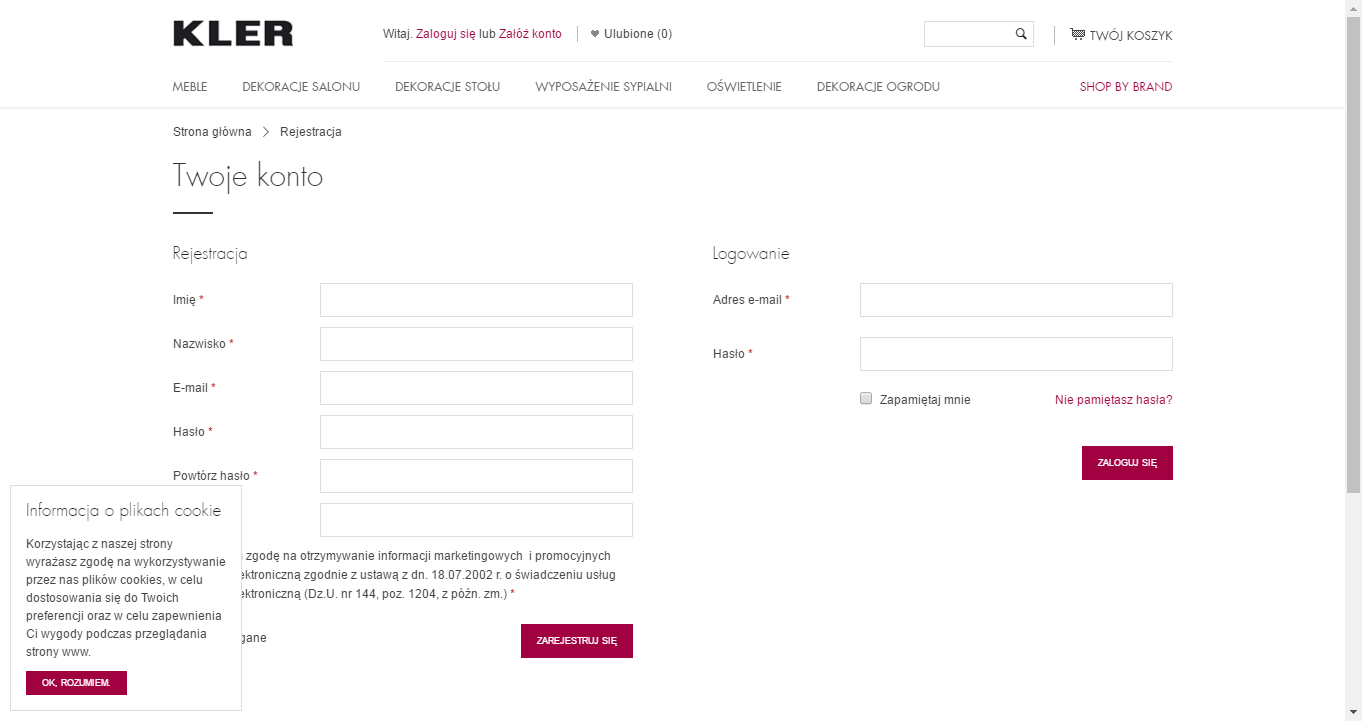 KLER
Witaj. Zaloguj się lub Załóż konto
Ulubione (0)
TWÓJ KOSZYK
MEBLE DEKORACJE SALONU DEKORACJE STOŁU WYPOSAŻENIE SYPIALNI OŚWIETLENIE DEKORACJE OGRODU SHOP BY BRAND
Strona główna > Rejestracja
Twoje konto
Rejestracja
Imię *
Nazwisko *
E-mail *
Hasło *
Powtórz hasło *
zgodę na otrzymywanie informacji marketingowych i promocyjnych
ektroniczną zgodnie z ustawą z dn. 18.07.2002 r. o świadczeniu usług
ektroniczną (Dz.U. nr 144, poz. 1204, z późn. zm.) *
gane
ZAREJESTRUJ SIĘ
Logowanie
Adres e-mail *
Hasło *
Zapamiętaj mnie
Nie pamiętasz hasła?
ZALOGUJ SIĘ
Informacja o plikach cookie
Korzystając z naszej strony
wyrażasz zgodę na wykorzystywanie
przez nas plików cookies, w celu
dostosowania się do Twoich
preferencji oraz w celu zapewnienia
Ci wygody podczas przeglądania
strony www.
OK, ROZUMIEM.